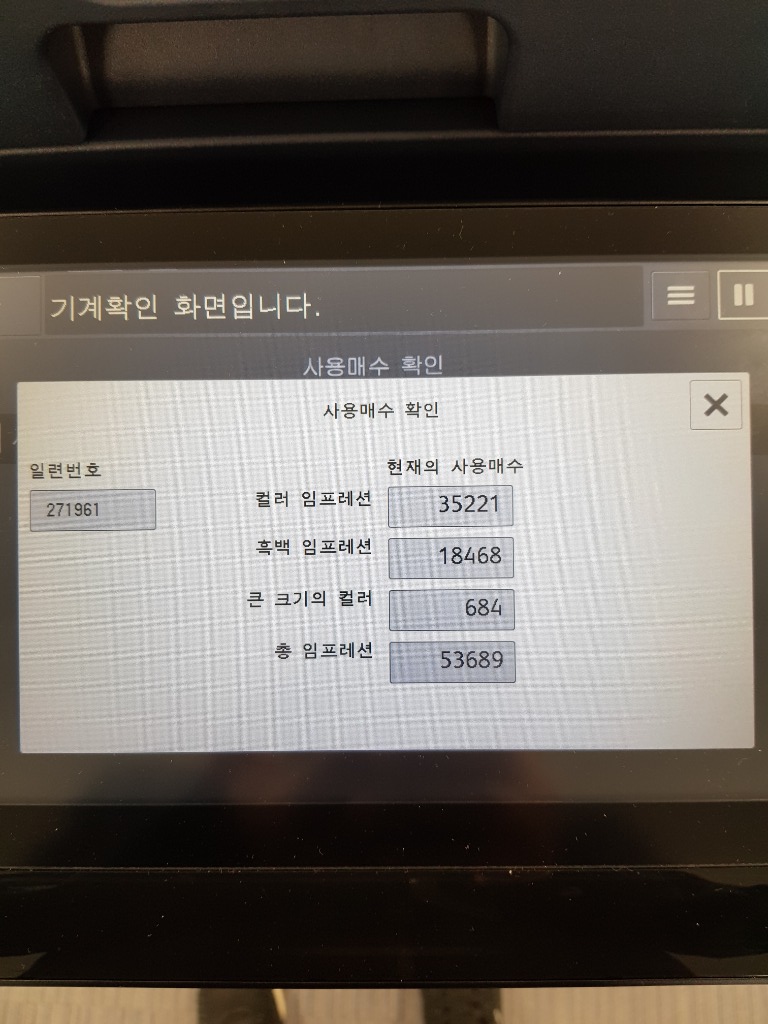 기계확인 화면입니다.
사용매수 확인
사용매수 확인
일련번호
현재의 사용매수
271961
컬러 임프레션 35221
흑백 임프레션 18468
큰 크기의 컬러 684
총 임프레션 53689